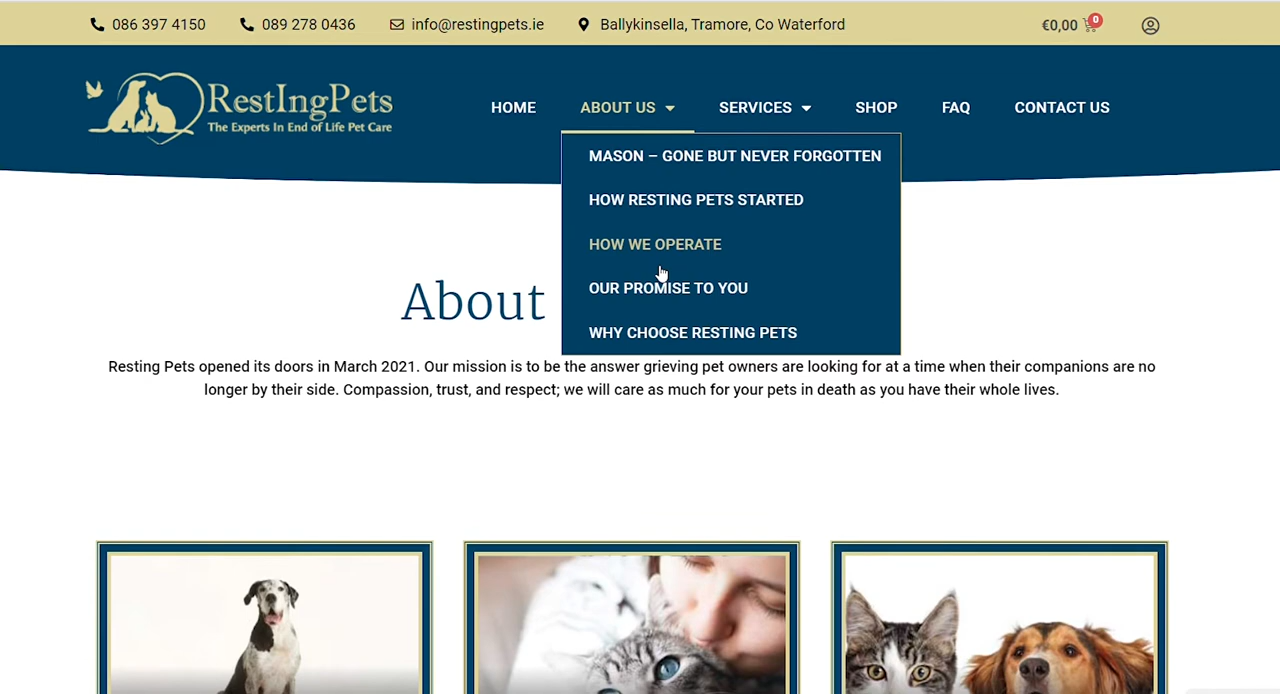 086 397 4150 089 278 0436 info@restingpets.ie Ballykinsella, Tramore, Co Waterford €0,00 0
RestIngPets
The Experts In End of Life Pet Care
HOME ABOUT US SERVICES SHOP FAQ CONTACT US
MASON – GONE BUT NEVER FORGOTTEN
HOW RESTING PETS STARTED
HOW WE OPERATE
OUR PROMISE TO YOU
WHY CHOOSE RESTING PETS
About
Resting Pets opened its doors in March 2021. Our mission is to be the answer grieving pet owners are looking for at a time when their companions are no
longer by their side. Compassion, trust, and respect; we will care as much for your pets in death as you have their whole lives.